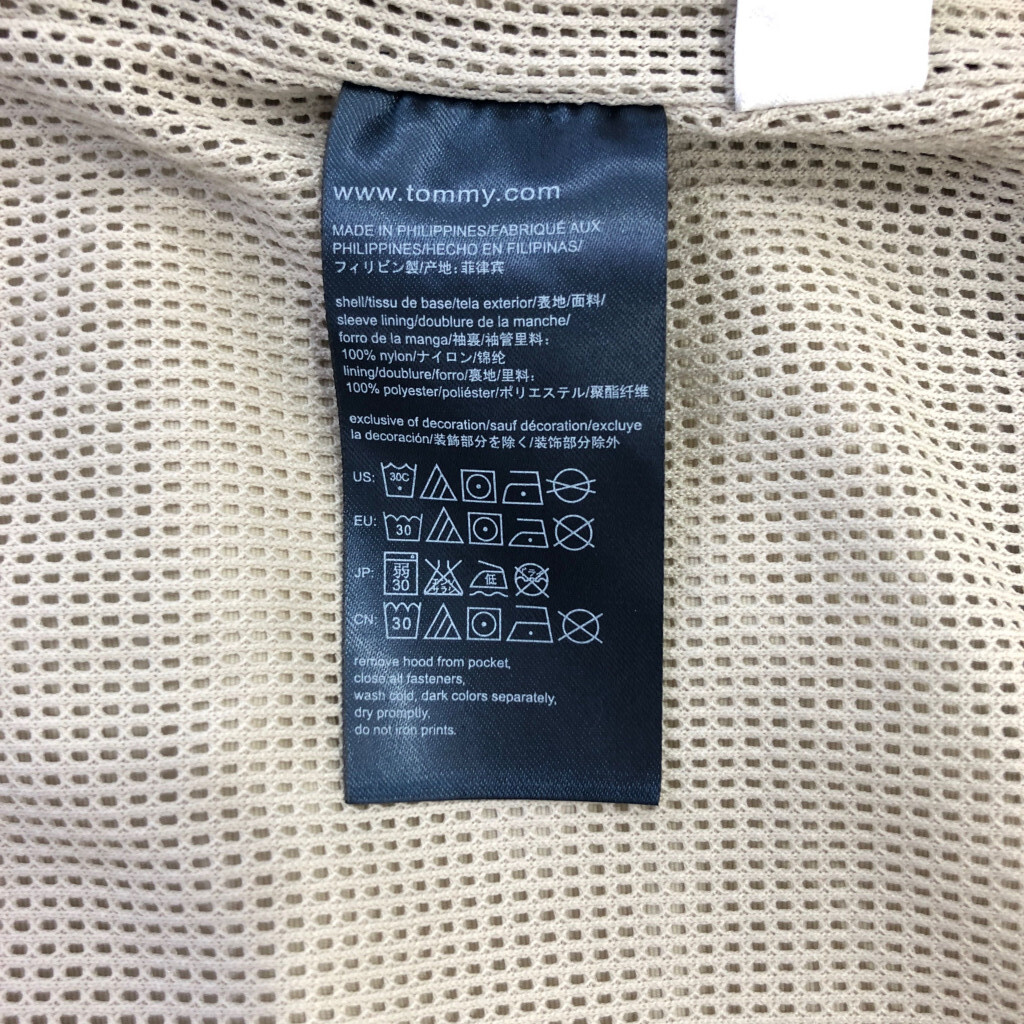 www.tommy.com
MADE IN PHILIPPINES/FABRIQUÉ AUX
PHILIPPINES/HECHO EN FILIPINAS/
フィリピン製/产地:菲律宾
shell/tissu de base/tela exterior/表地/面料/
sleeve lining/doublure de la manche/
forro de la manga/袖裏/袖管里料:
100% nylon/ナイロン/锦纶
lining/doublure/forro/裏地/里料:
100% polyester/poliéster/ポリエステル/聚酯纤维
exclusive of decoration/sauf décoration/excluye
la decoración/装飾部分を除く/装饰部分除外
US: 30C
EU: 30
JP: 弱 30 エンソ サラシ 低
CN: 30
remove hood from pocket,
close all fasteners,
wash cold, dark colors separately,
dry promptly.
do not iron prints.